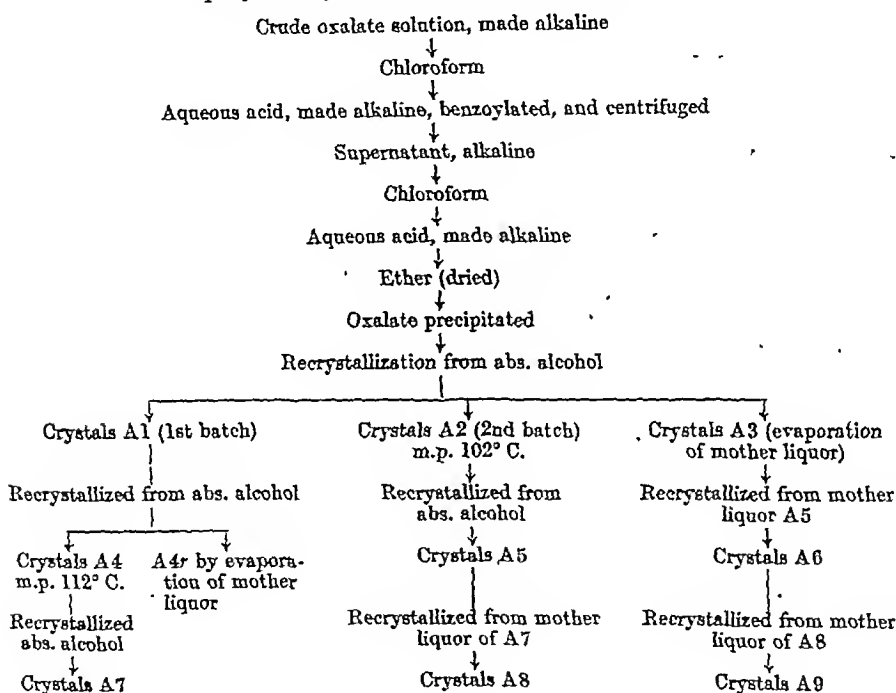 Crude oxalate solution, made alkaline
Chloroform
Aqueous acid, made alkaline, benzoylated, and centrifuged
Supernatant, alkaline
Chloroform
Aqueous acid, made alkaline
Ether (dried)
Oxalate precipitated
Recrystallization from abs. alcohol
Crystals A1 (1st batch)
Recrystallized from abs. alcohol
Crystals A4
m.p. 112° C.
Recrystallized
abs. alcohol
Crystals A7
A4r by evapora-
tion of mother
liquor
Crystals A2 (2nd batch)
m.p. 102° C.
Recrystallized from
abs. alcohol
Crystals A5
Recrystallized from mother
liquor of A7
Crystals A8
Crystals A3 (evaporation
of mother liquor)
Recrystallized from mother
liquor A5
Crystals A6
Recrystallized from mother
liquor of A8
Crystals A9